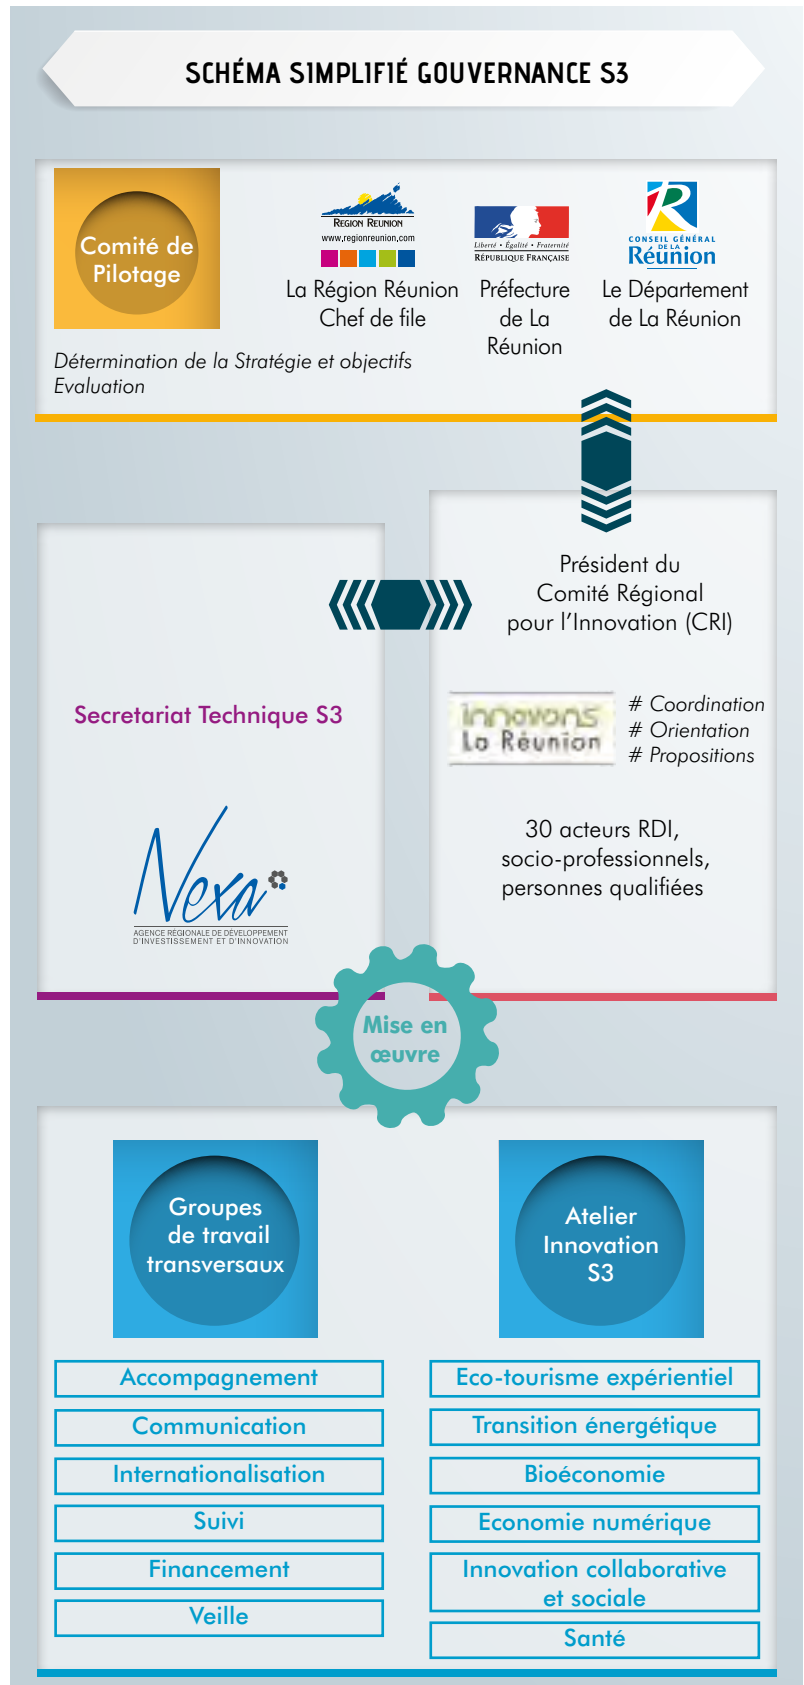 SCHÉMA SIMPLIFIÉ GOUVERNANCE S3
Comité de
Pilotage
REGION REUNION
www.regionreunion.com
La Région Réunion
Chef de file
Liberté • Égalité • Fraternité
RÉPUBLIQUE FRANÇAISE
Préfecture
de La
Réunion
CONSEIL GÉNÉRAL
DE LA
Réunion
Le Département
de La Réunion
Détermination de la Stratégie et objectifs
Evaluation
Secretariat Technique S3
Nexa
AGENCE RÉGIONALE DE DÉVELOPPEMENT
D'INVESTISSEMENT ET D'INNOVATION
Président du
Comité Régional
pour l'Innovation (CRI)
innovons
La Réunion
# Coordination
# Orientation
# Propositions
30 acteurs RDI,
socio-professionnels,
personnes qualifiées
Mise en
œuvre
Groupes
de travail
transversaux
Accompagnement
Communication
Internationalisation
Suivi
Financement
Veille
Atelier
Innovation
S3
Eco-tourisme expérientiel
Transition énergétique
Bioéconomie
Economie numérique
Innovation collaborative
et sociale
Santé